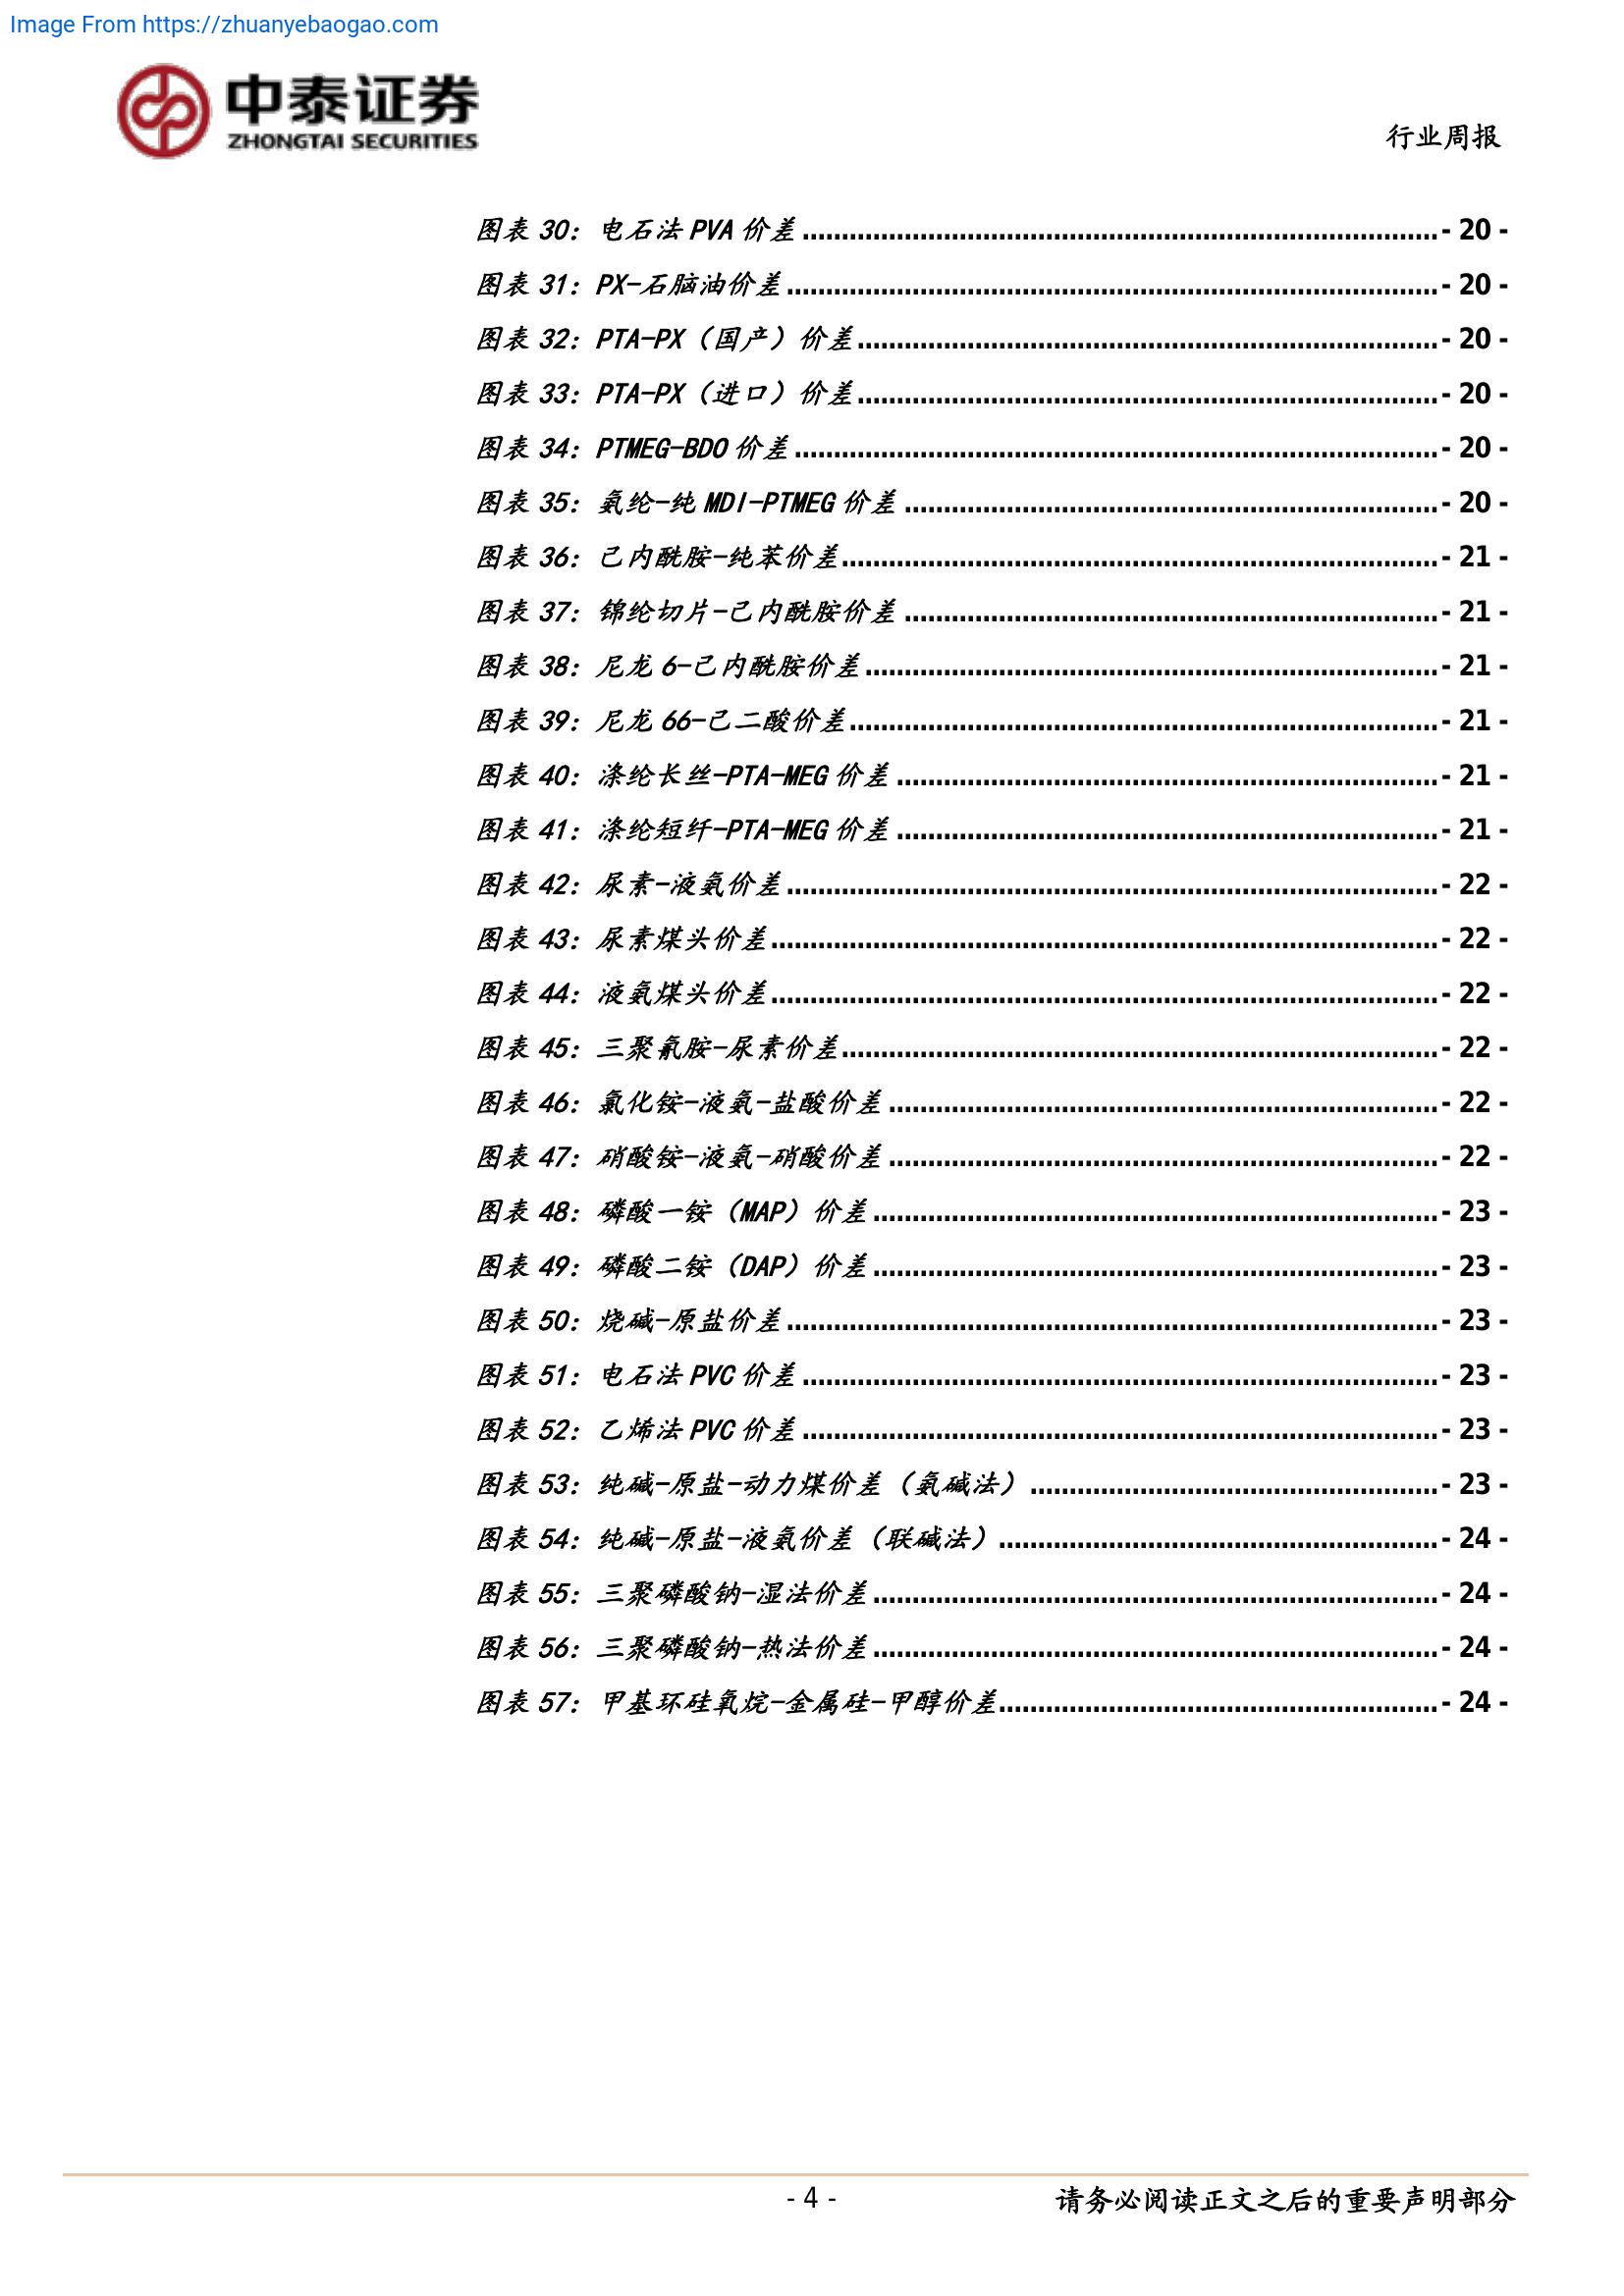 Image From https://zhuanyebaogao.com
中泰证券
ZHONGTAI SECURITIES
行业周报
图表 30：电石法 PVA 价差 - 20 -
图表 31：PX-石脑油价差 - 20 -
图表 32：PTA-PX（国产）价差 - 20 -
图表 33：PTA-PX（进口）价差 - 20 -
图表 34：PTMEG-BDO 价差 - 20 -
图表 35：氨纶-纯 MDI-PTMEG 价差 - 20 -
图表 36：己内酰胺-纯苯价差 - 21 -
图表 37：锦纶切片-己内酰胺价差 - 21 -
图表 38：尼龙 6-己内酰胺价差 - 21 -
图表 39：尼龙 66-己二酸价差 - 21 -
图表 40：涤纶长丝-PTA-MEG 价差 - 21 -
图表 41：涤纶短纤-PTA-MEG 价差 - 21 -
图表 42：尿素-液氨价差 - 22 -
图表 43：尿素煤头价差 - 22 -
图表 44：液氨煤头价差 - 22 -
图表 45：三聚氰胺-尿素价差 - 22 -
图表 46：氯化铵-液氨-盐酸价差 - 22 -
图表 47：硝酸铵-液氨-硝酸价差 - 22 -
图表 48：磷酸一铵（MAP）价差 - 23 -
图表 49：磷酸二铵（DAP）价差 - 23 -
图表 50：烧碱-原盐价差 - 23 -
图表 51：电石法 PVC 价差 - 23 -
图表 52：乙烯法 PVC 价差 - 23 -
图表 53：纯碱-原盐-动力煤价差（氨碱法） - 23 -
图表 54：纯碱-原盐-液氨价差（联碱法） - 24 -
图表 55：三聚磷酸钠-湿法价差 - 24 -
图表 56：三聚磷酸钠-热法价差 - 24 -
图表 57：甲基环硅氧烷-金属硅-甲醇价差 - 24 -
- 4 -
请务必阅读正文之后的重要声明部分